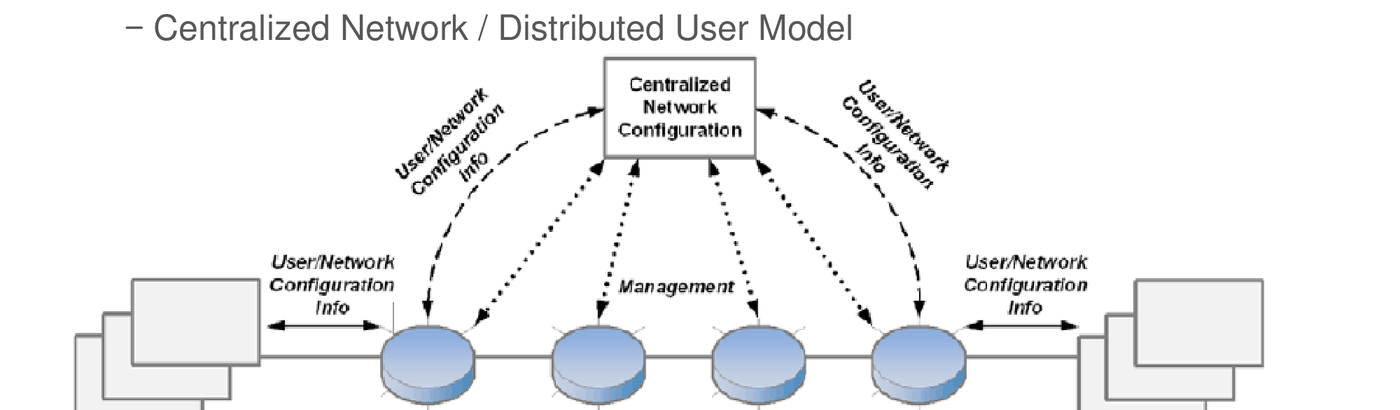 – Centralized Network / Distributed User Model
Centralized
Network
Configuration
User/Network
Configuration
Info
User/Network
Configuration
Info
User/Network
Configuration
Info
Management
User/Network
Configuration
Info